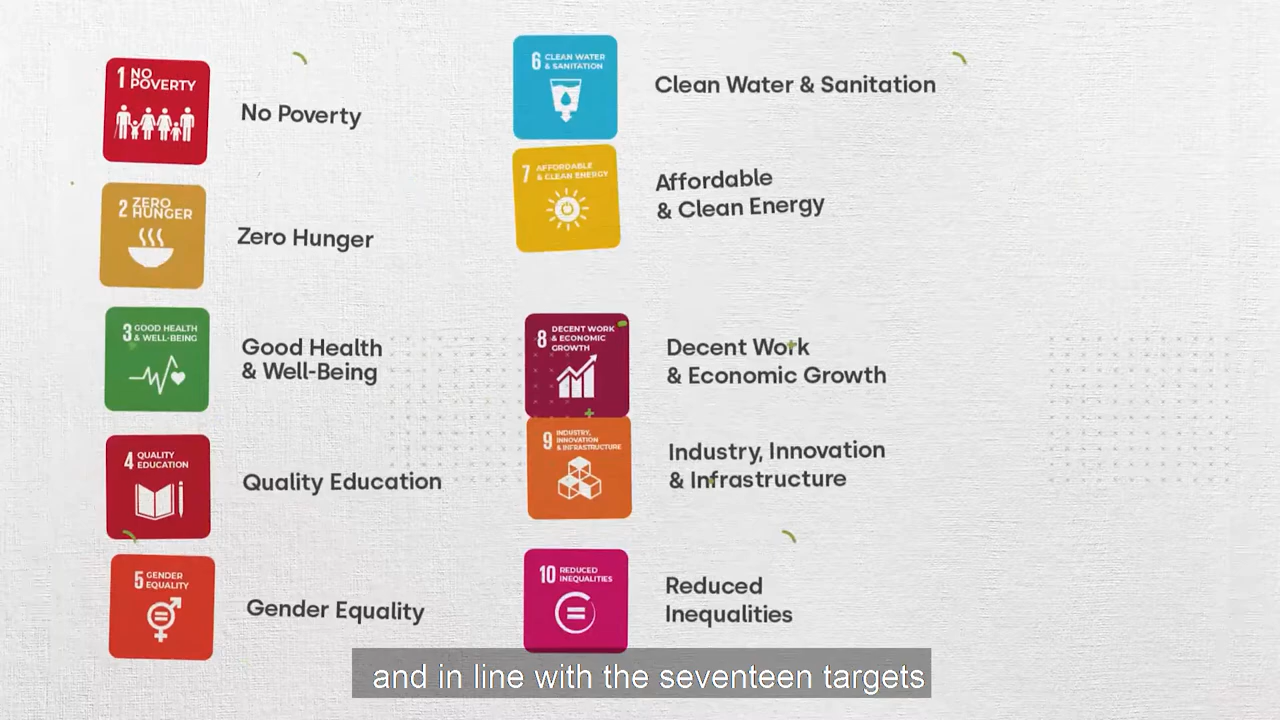 1 NO
POVERTY
No Poverty
2 ZERO
HUNGER
Zero Hunger
3 GOOD HEALTH
& WELL-BEING
Good Health
& Well-Being
4 QUALITY
EDUCATION
Quality Education
5 GENDER
EQUALITY
Gender Equality
6 CLEAN WATER
& SANITATION
Clean Water & Sanitation
7 AFFORDABLE
& CLEAN ENERGY
Affordable
& Clean Energy
8 DECENT WORK
& ECONOMIC
GROWTH
Decent Work
& Economic Growth
9 INDUSTRY,
INNOVATION
& INFRASTRUCTURE
Industry, Innovation
& Infrastructure
10 REDUCED
INEQUALITIES
Reduced
Inequalities
and in line with the seventeen targets